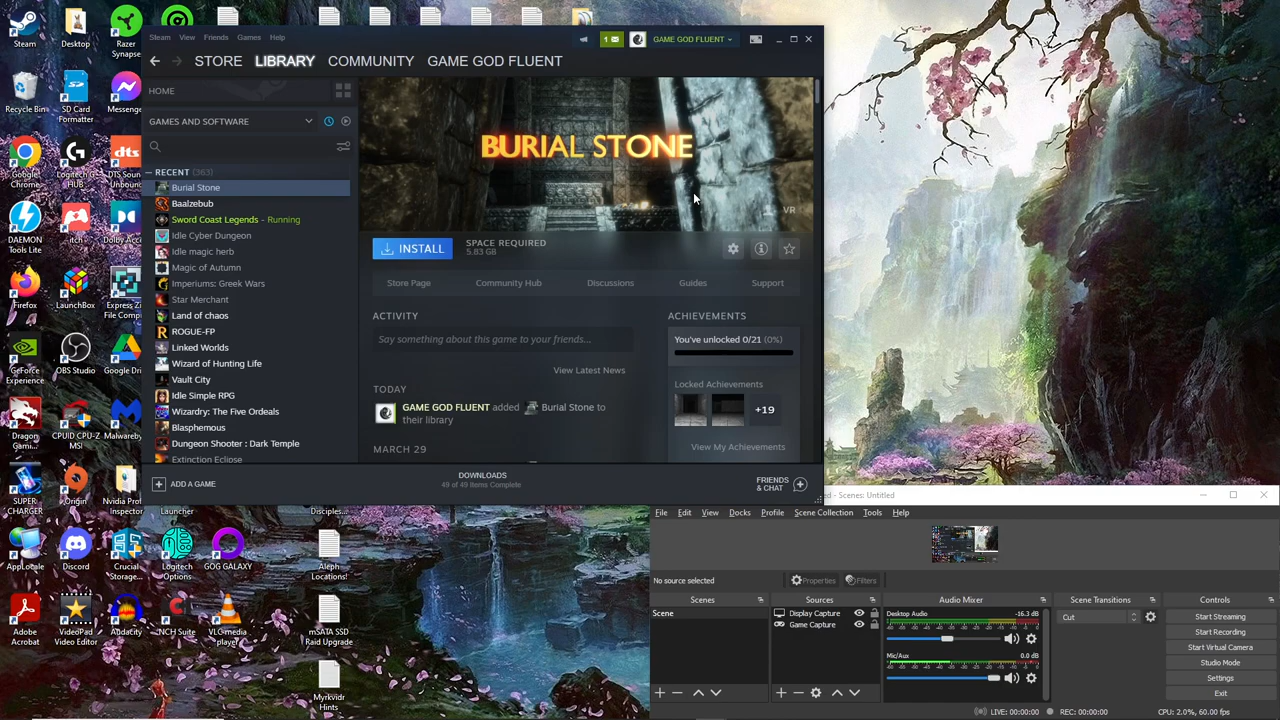 Steam
Desktop
Razer
Synapse
Recycle Bin
SD Card
Formatter
Messenger
Google
Chrome
Logitech
G HUB
DTS Sound
Unbound
DAEMON
Tools Lite
itch
Dolby Access
Firefox
LaunchBox
Express Zip
File Compression
GeForce
Experience
OBS Studio
Google Drive
Dragon
Gami...
CPUID CPU-Z
MSI
Malwarebytes
SUPER
CHARGER
Origin
Nvidia Profile
Inspector
Launcher
Disciples...
AppLocale
Discord
Crucial
Storage...
Logitech
Options
GOG GALAXY
Aleph
Locations!
Adobe
Acrobat
VideoPad
Video Editor
Audacity
VLC media
player
mSATA SSD
Raid Upgrade
Myrkvidr
Hints
Steam View Friends Games Help
1
GAME GOD FLUENT
STORE LIBRARY COMMUNITY GAME GOD FLUENT
HOME
GAMES AND SOFTWARE
— RECENT (363)
Burial Stone
Baalzebub
Sword Coast Legends - Running
Idle Cyber Dungeon
Idle magic herb
Magic of Autumn
Imperiums: Greek Wars
Star Merchant
Land of chaos
ROGUE-FP
Linked Worlds
Wizard of Hunting Life
Vault City
Idle Simple RPG
Wizardry: The Five Ordeals
Blasphemous
Dungeon Shooter : Dark Temple
Extinction Eclipse
BURIAL STONE
VR
INSTALL
SPACE REQUIRED
5.83 GB
Store Page Community Hub Discussions Guides Support
ACTIVITY
Say something about this game to your friends...
View Latest News
TODAY
GAME GOD FLUENT added Burial Stone to
their library
MARCH 29
ACHIEVEMENTS
You've unlocked 0/21 (0%)
Locked Achievements
+19
View My Achievements
ADD A GAME
DOWNLOADS
49 of 49 Items Complete
FRIENDS
& CHAT
- Scenes: Untitled
File Edit View Docks Profile Scene Collection Tools Help
No source selected
Properties Filters
Scenes
Scene
Sources
Display Capture
Game Capture
Audio Mixer
Desktop Audio -16.3 dB
Mic/Aux 0.0 dB
Scene Transitions
Cut
Controls
Start Streaming
Start Recording
Start Virtual Camera
Studio Mode
Settings
Exit
LIVE: 00:00:00 REC: 00:00:00 CPU: 2.0%, 60.00 fps